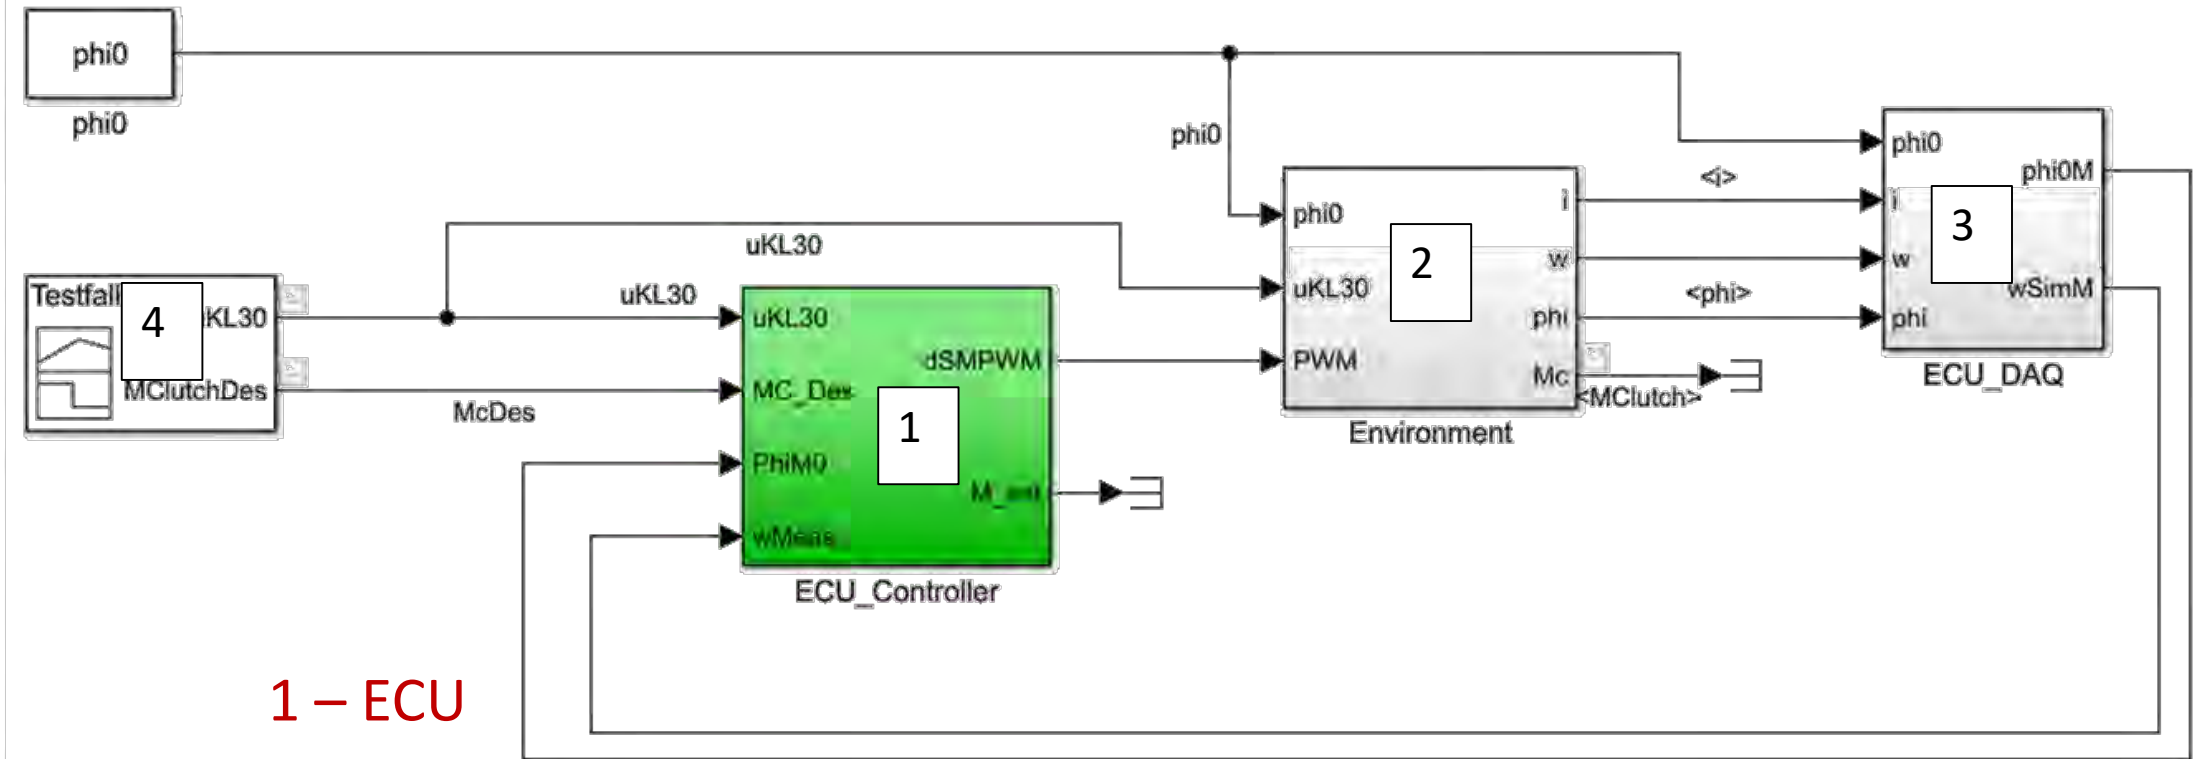 phi0
phi0
phi0
uKL30
uKL30
McDes
Testfall
KL30
MClutchDes
4
uKL30
MC_Des
PhiM0
wMeas
dSMPWM
1
ECU_Controller
phi0
uKL30
PWM
i
w
phi
Mc
2
Environment
<i>
<phi>
<MClutch>
phi0
i
w
phi
phi0M
wSimM
3
ECU_DAQ
1 – ECU